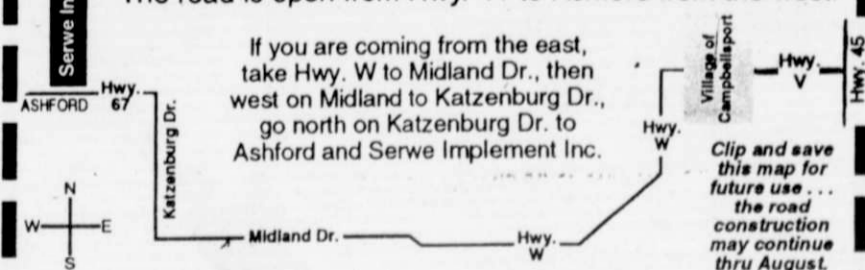 If you are coming from the east,
take Hwy. W to Midland Dr., then
west on Midland to Katzenburg Dr.,
go north on Katzenburg Dr. to
Ashford and Serwe Implement Inc.
Serwe
ASHFORD
Hwy.
67
Katzenburg Dr.
N
W
E
S
Midland Dr.
Hwy.
W
Hwy.
W
Village of
Campbellsport
Hwy.
V
Hwy. 45
Clip and save
this map for
future use . . .
the road
construction
may continue
thru August.